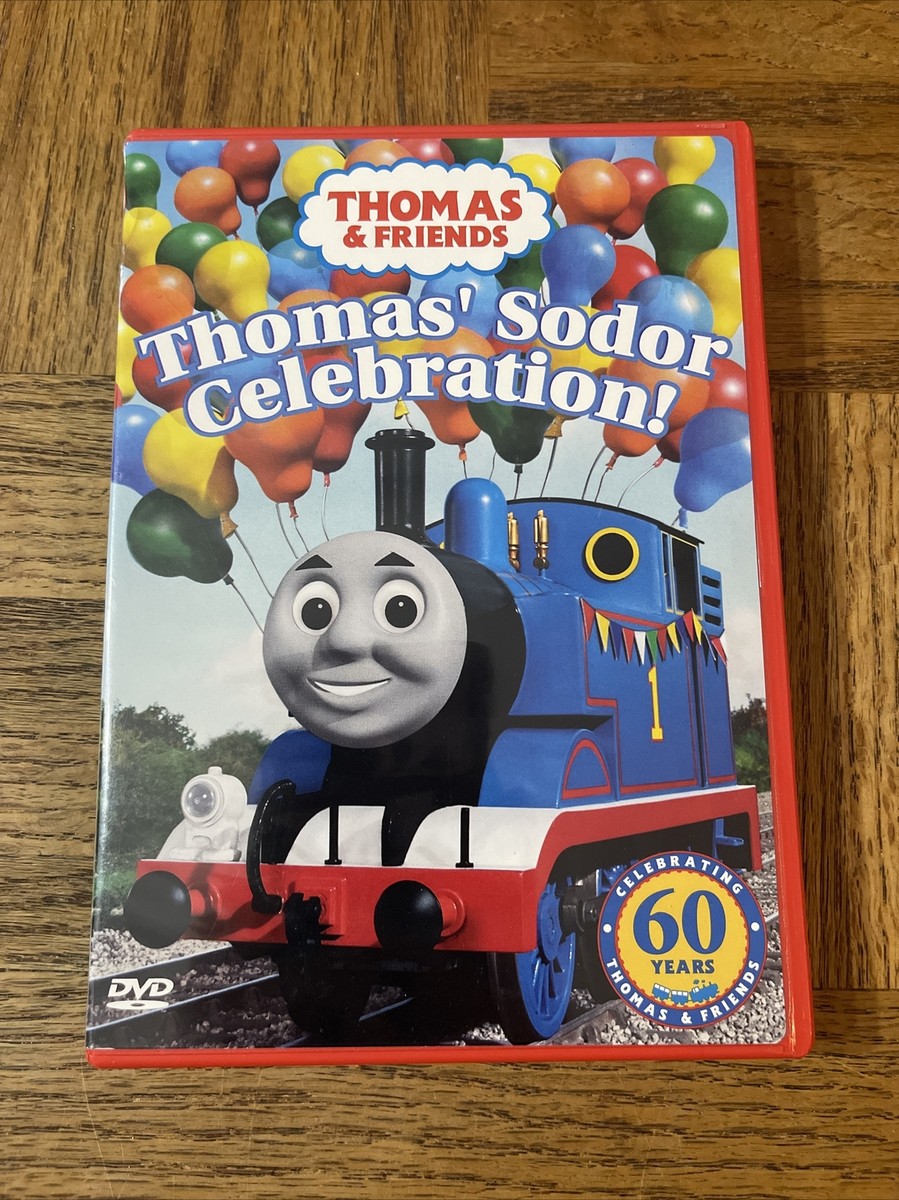 THOMAS
& FRIENDS
Thomas' Sodor
Celebration!
1
CELEBRATING
60
YEARS
THOMAS & FRIENDS
DVD